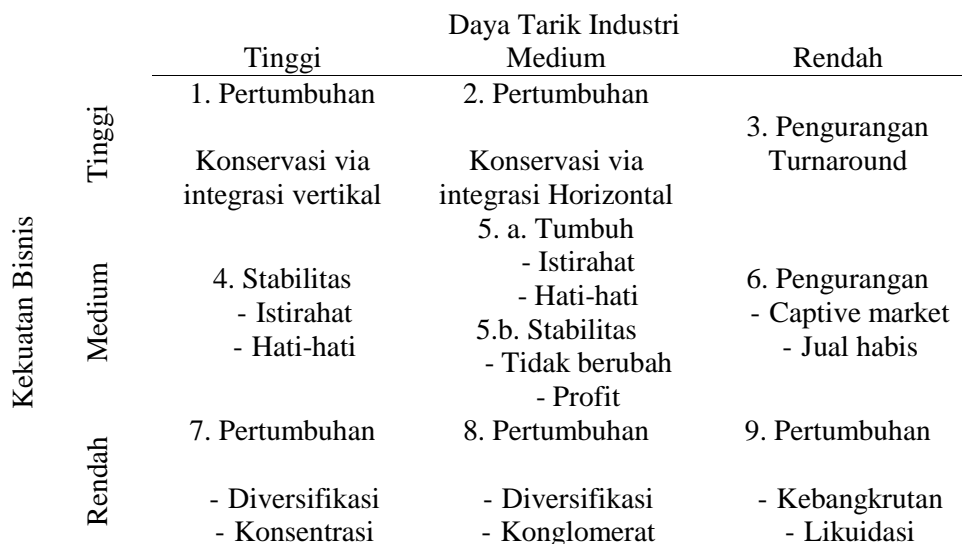 Daya Tarik Industri
Tinggi Medium Rendah
Kekuatan Bisnis
Tinggi
1. Pertumbuhan
Konservasi via
integrasi vertikal
2. Pertumbuhan
Konservasi via
integrasi Horizontal
3. Pengurangan
Turnaround
Medium
4. Stabilitas
- Istirahat
- Hati-hati
5. a. Tumbuh
- Istirahat
- Hati-hati
5.b. Stabilitas
- Tidak berubah
- Profit
6. Pengurangan
- Captive market
- Jual habis
Rendah
7. Pertumbuhan
- Diversifikasi
- Konsentrasi
8. Pertumbuhan
- Diversifikasi
- Konglomerat
9. Pertumbuhan
- Kebangkrutan
- Likuidasi